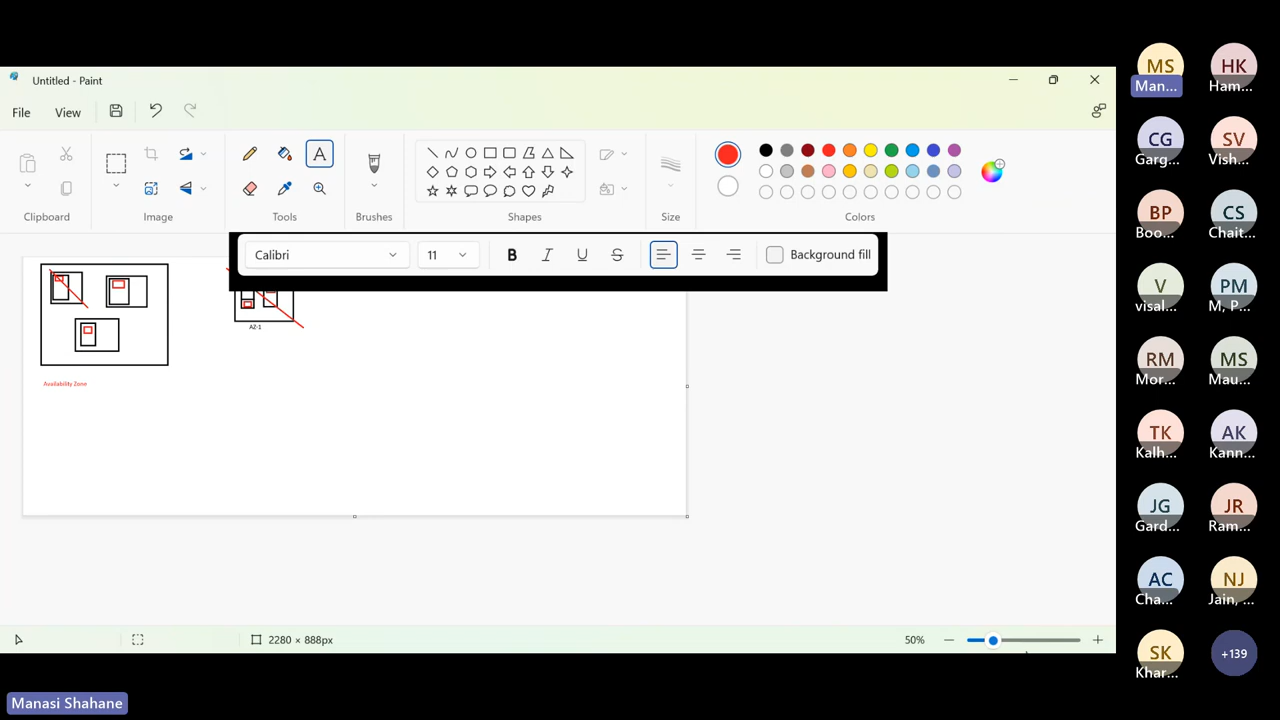 Untitled - Paint
File
View
Clipboard
Image
Tools
Brushes
Shapes
Size
Colors
Calibri
11
B
I
U
S
Background fill
AZ-1
Availability Zone
2280 × 888px
50%
MS
Man...
HK
Ham...
CG
Garg...
SV
Vish...
BP
Boo...
CS
Chait...
V
visal...
PM
M, P...
RM
Mor...
MS
Mau...
TK
Kalh...
AK
Kann...
JG
Gard...
JR
Ram...
AC
Cha...
NJ
Jain, ...
SK
Khar...
+139
Manasi Shahane